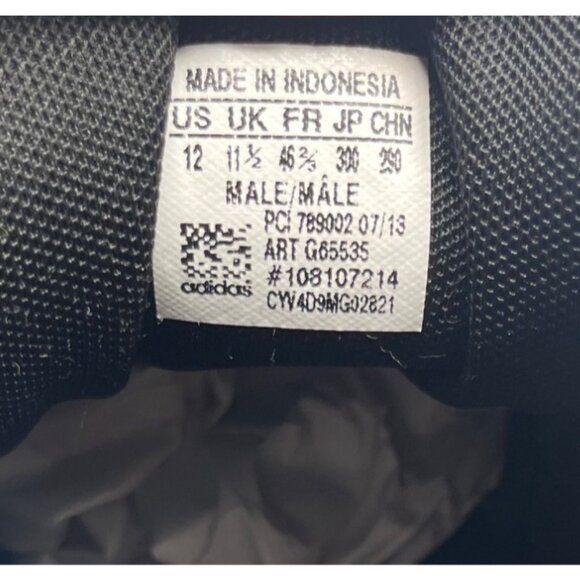 MADE IN INDONESIA
US UK FR JP CHN
12 11½ 46⅔ 300 290
MALE/MÂLE
PCI 789002 07/13
ART G65535
#108107214
adidas CYV4D9MG02821